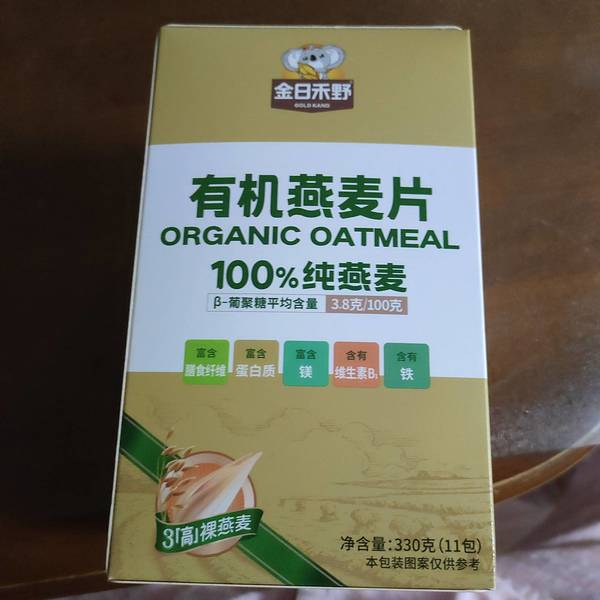 金日禾野
GOLD KANG
有机燕麦片
ORGANIC OATMEAL
100%纯燕麦
β-葡聚糖平均含量 3.8克/100克
富含 膳食纤维
富含 蛋白质
富含 镁
含有 维生素B₁
含有 铁
3「高」裸燕麦
净含量:330克(11包)
本包装图案仅供参考